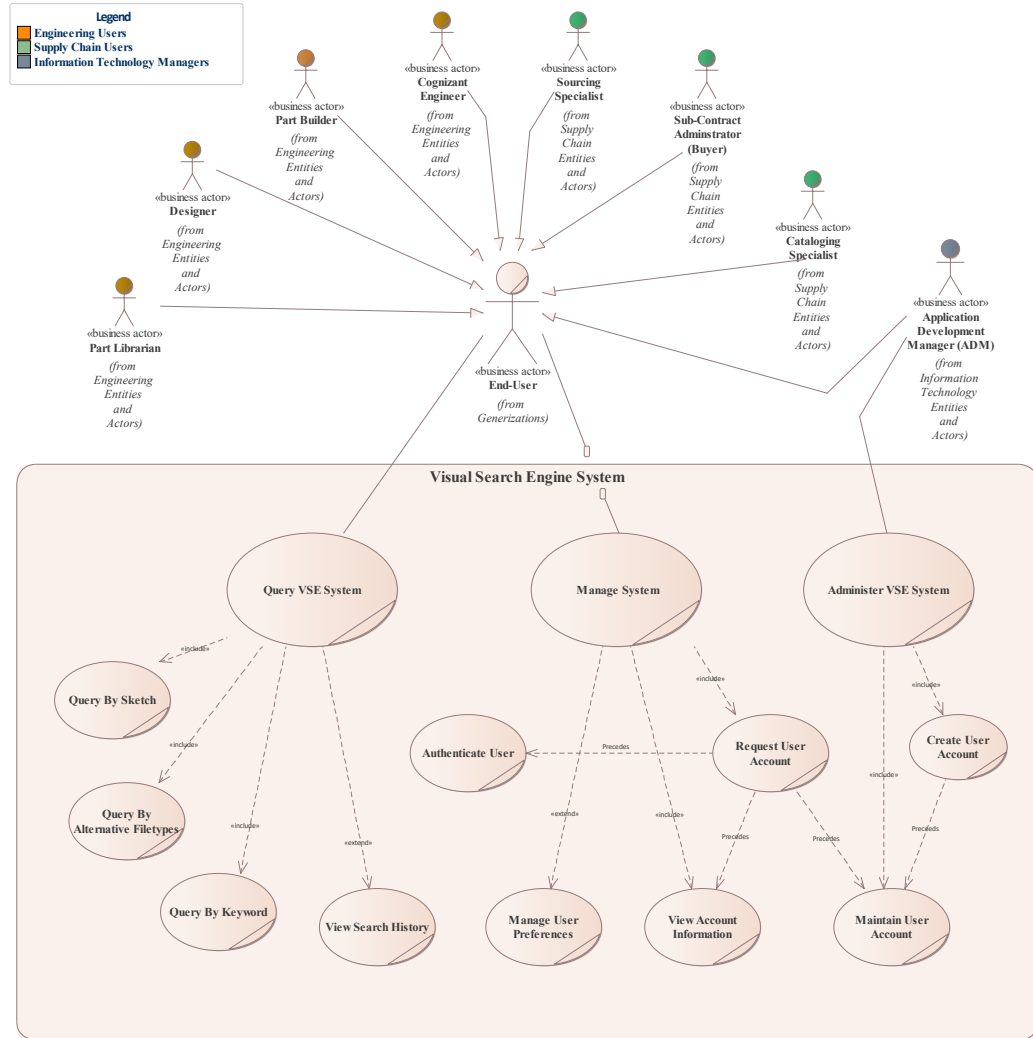 Legend
Engineering Users
Supply Chain Users
Information Technology Managers
«business actor»
Cognizant
Engineer
(from
Engineering
Entities
and
Actors)
«business actor»
Sourcing
Specialist
(from
Supply
Chain
Entities
and
Actors)
«business actor»
Part Builder
(from
Engineering
Entities
and
Actors)
«business actor»
Sub-Contract
Adminstrator
(Buyer)
(from
Supply
Chain
Entities
and
Actors)
«business actor»
Designer
(from
Engineering
Entities
and
Actors)
«business actor»
Cataloging
Specialist
(from
Supply
Chain
Entities
and
Actors)
«business actor»
Part Librarian
(from
Engineering
Entities
and
Actors)
«business actor»
Application
Development
Manager (ADM)
(from
Information
Technology
Entities
and
Actors)
«business actor»
End-User
(from
Generizations)
Visual Search Engine System
Query VSE System
Manage System
Administer VSE System
«include»
«include»
«include»
«extend»
«extend»
«include»
«include»
«include»
«include»
Query By Sketch
Authenticate User
Precedes
Request User
Account
Create User
Account
Query By
Alternative Filetypes
Precedes
Precedes
Preceds
Query By Keyword
View Search History
Manage User
Preferences
View Account
Information
Maintain User
Account